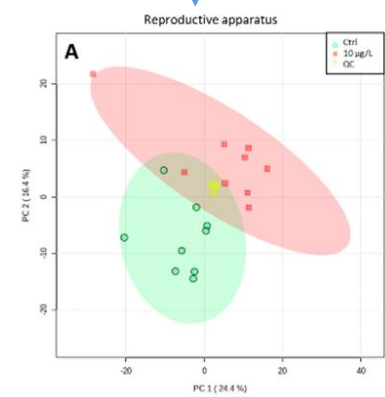 Reproductive apparatus
A
Ctrl
10 µg/L
QC
20
10
0
-10
-20
PC 2 ( 16.4 %)
-20
0
20
40
PC 1 ( 24.4 %)